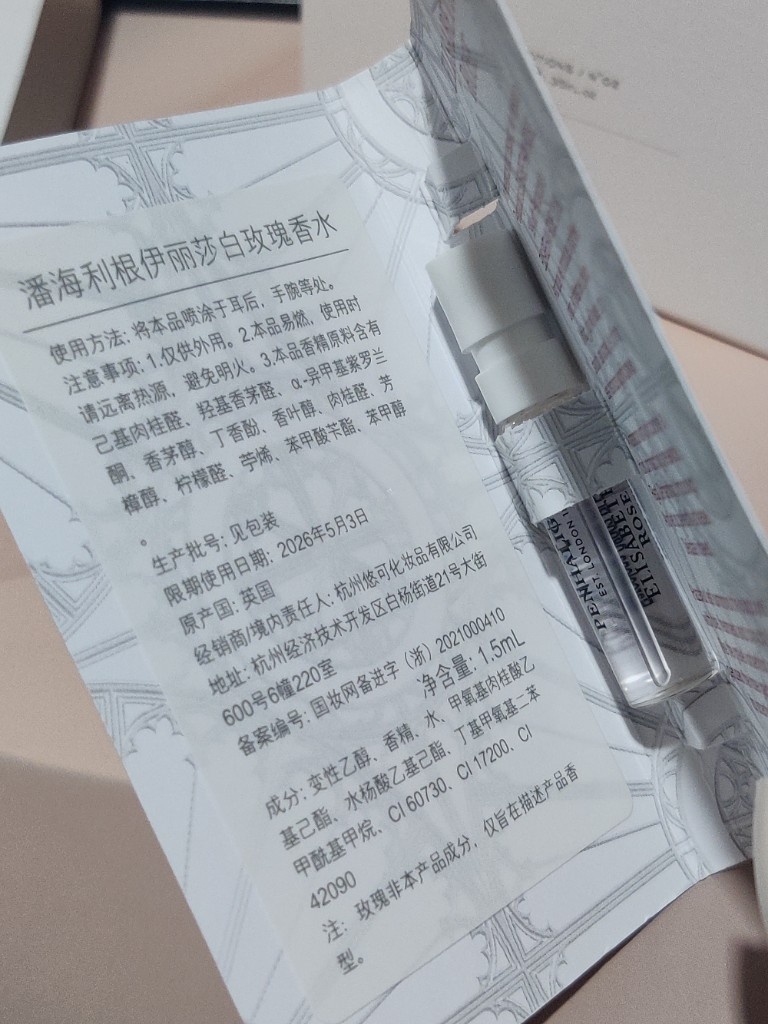 潘海利根伊丽莎白玫瑰香水
使用方法: 将本品喷涂于耳后, 手腕等处。
注意事项: 1.仅供外用。2.本品易燃, 使用时
请远离热源, 避免明火。3.本品香精原料含有
己基肉桂醛、羟基香茅醛、α-异甲基紫罗兰
酮、香茅醇、丁香酚、香叶醇、肉桂醛、芳
樟醇、柠檬醛、苧烯、苯甲酸苄酯、苯甲醇
。
生产批号: 见包装
限期使用日期: 2026年5月3日
原产国: 英国
经销商/境内责任人: 杭州悠可化妆品有限公司
地址: 杭州经济技术开发区白杨街道21号大街
600号6幢220室
备案编号: 国妆网备进字（浙）2021000410
净含量: 1.5mL
成分: 变性乙醇、香精、水、甲氧基肉桂酸乙
基己酯、水杨酸乙基己酯、丁基甲氧基二苯
甲酰基甲烷、CI 60730、CI 17200、CI
42090
注: 玫瑰非本产品成分, 仅旨在描述产品香
型。
EST. LONDON
ELISABETHAN
ROSE